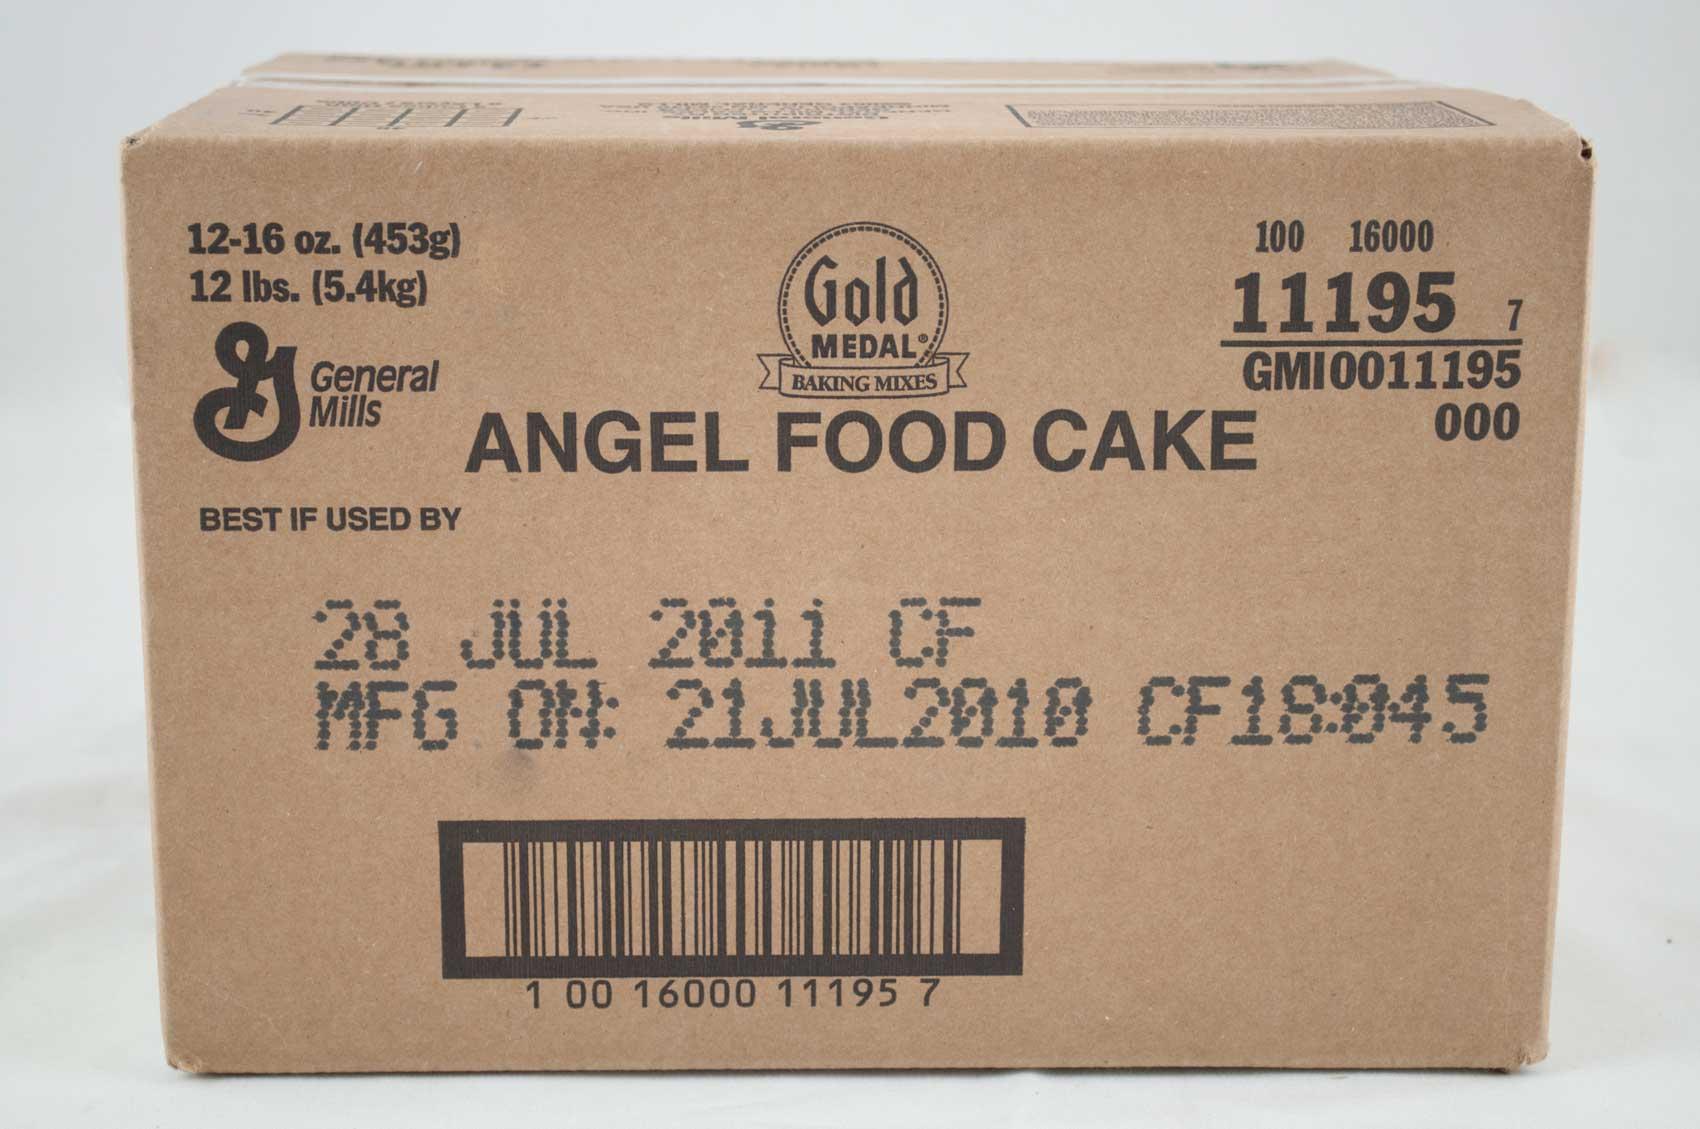 12-16 oz. (453g)
12 lbs. (5.4kg)
General
Mills
Gold
MEDAL®
BAKING MIXES
100 16000
11195 7
GMI0011195
000
ANGEL FOOD CAKE
BEST IF USED BY
28 JUL 2011 CF
MFG ON: 21JUL2010 CF
1 00 16000 11195 7